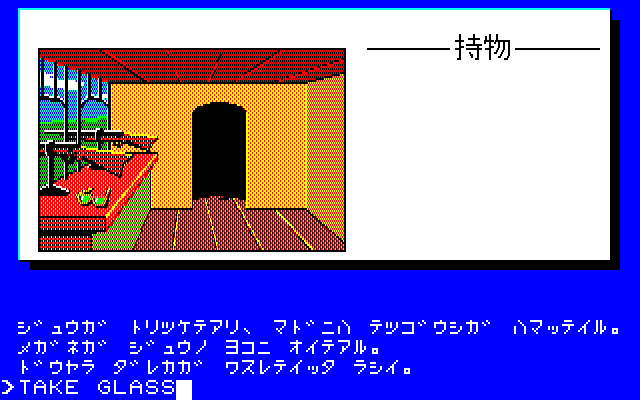 持物
ジュウガ トリツケテアリ、 マドニハ テツゴウシガ ハマッテイル。
メガネガ ジュウノ ヨコニ オイテアル。
ドウヤラ ダレカガ ワスレテイッタ ラシイ。
>TAKE GLASS